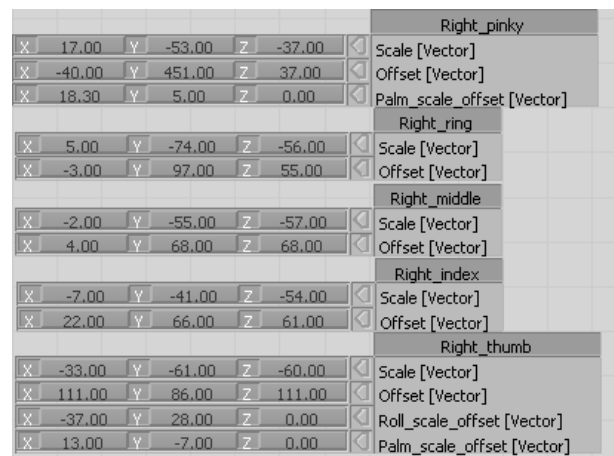 Right_pinky
X 17.00 Y -53.00 Z -37.00 Scale [Vector]
X -40.00 Y 451.00 Z 37.00 Offset [Vector]
X 18.30 Y 5.00 Z 0.00 Palm_scale_offset [Vector]
Right_ring
X 5.00 Y -74.00 Z -56.00 Scale [Vector]
X -3.00 Y 97.00 Z 55.00 Offset [Vector]
Right_middle
X -2.00 Y -55.00 Z -57.00 Scale [Vector]
X 4.00 Y 68.00 Z 68.00 Offset [Vector]
Right_index
X -7.00 Y -41.00 Z -54.00 Scale [Vector]
X 22.00 Y 66.00 Z 61.00 Offset [Vector]
Right_thumb
X -33.00 Y -61.00 Z -60.00 Scale [Vector]
X 111.00 Y 86.00 Z 111.00 Offset [Vector]
X -37.00 Y 28.00 Z 0.00 Roll_scale_offset [Vector]
X 13.00 Y -7.00 Z 0.00 Palm_scale_offset [Vector]